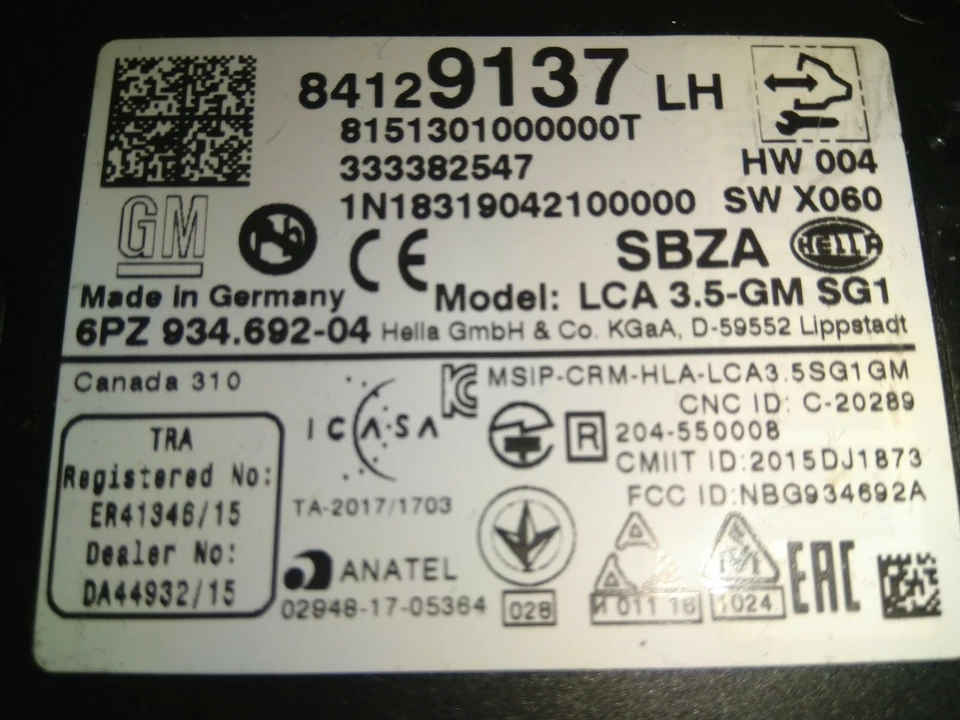 84129137 LH
8151301000000T
333382547
HW 004
1N18319042100000 SW X060
GM
CE
SBZA HELLA
Made in Germany
Model: LCA 3.5-GM SG1
6PZ 934.692-04 Hella GmbH & Co. KGaA, D-59552 Lippstadt
Canada 310
MSIP-CRM-HLA-LCA3.5SG1GM
CNC ID: C-20289
ICASA
R 204-550008
CMIIT ID:2015DJ1873
FCC ID:NBG934692A
TA-2017/1703
TRA
Registered No:
ER41346/15
Dealer No:
DA44932/15
ANATEL
02948-17-05364
028
011 16
1024
EAC